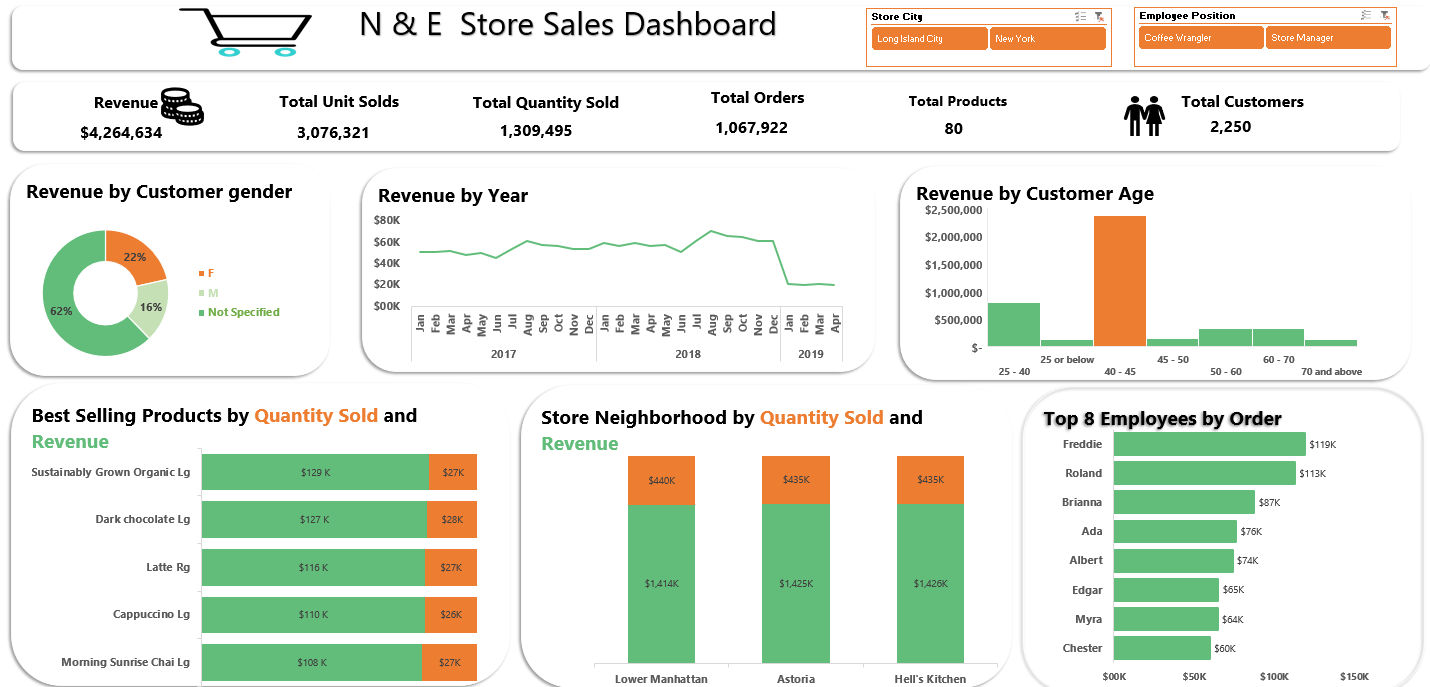 N & E Store Sales Dashboard
Store City
Long Island City
New York
Employee Position
Coffee Wrangler
Store Manager
Revenue
$4,264,634
Total Unit Solds
3,076,321
Total Quantity Sold
1,309,495
Total Orders
1,067,922
Total Products
80
Total Customers
2,250
Revenue by Customer gender
22%
16%
62%
F
M
Not Specified
Revenue by Year
$80K
$60K
$40K
$20K
$00K
Jan Feb Mar Apr May Jun Jul Aug Sep Oct Nov Dec Jan Feb Mar Apr May Jun Jul Aug Sep Oct Nov Dec Jan Feb Mar Apr
2017 2018 2019
Revenue by Customer Age
$2,500,000
$2,000,000
$1,500,000
$1,000,000
$500,000
$-
25 or below 45 - 50 60 - 70
25 - 40 40 - 45 50 - 60 70 and above
Best Selling Products by Quantity Sold and
Revenue
Sustainably Grown Organic Lg $129 K $27K
Dark chocolate Lg $127 K $28K
Latte Rg $116 K $27K
Cappuccino Lg $110 K $26K
Morning Sunrise Chai Lg $108 K $27K
Store Neighborhood by Quantity Sold and
Revenue
$440K $435K $435K
$1,414K $1,425K $1,426K
Lower Manhattan Astoria Hell's Kitchen
Top 8 Employees by Order
Freddie $119K
Roland $113K
Brianna $87K
Ada $76K
Albert $74K
Edgar $65K
Myra $64K
Chester $60K
$00K $50K $100K $150K